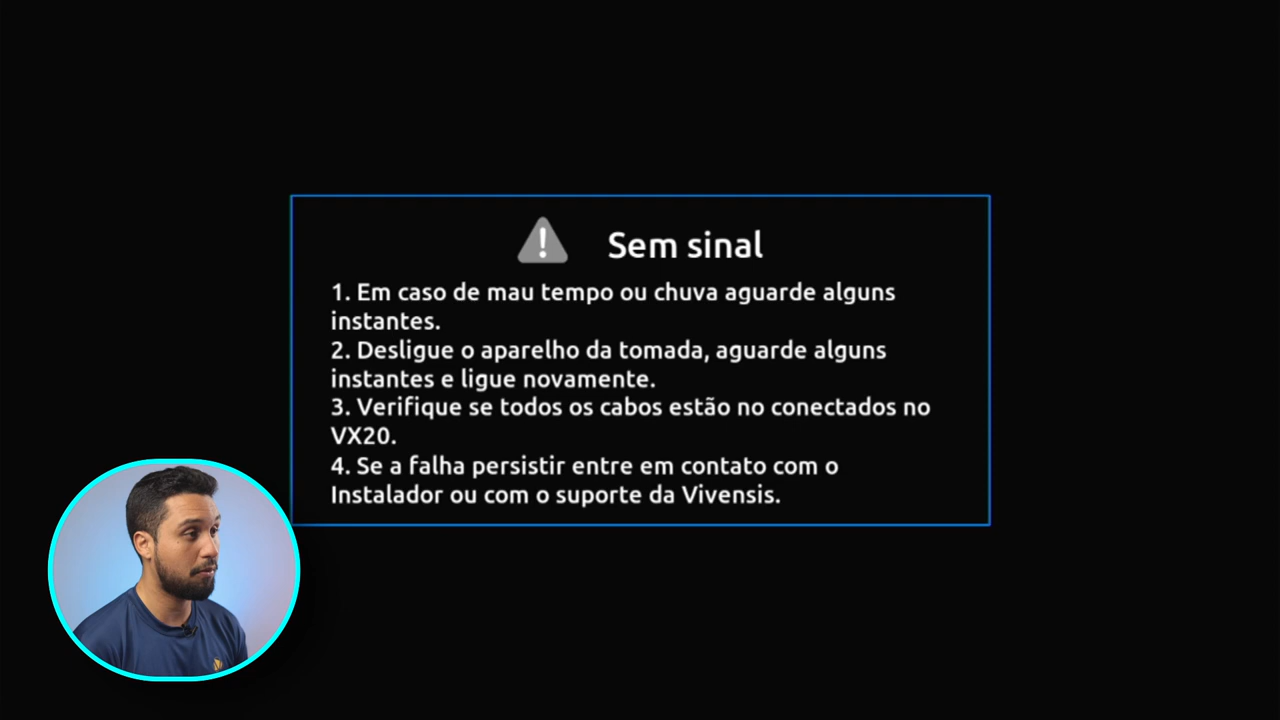 Sem sinal
1. Em caso de mau tempo ou chuva aguarde alguns
instantes.
2. Desligue o aparelho da tomada, aguarde alguns
instantes e ligue novamente.
3. Verifique se todos os cabos estão no conectados no
VX20.
4. Se a falha persistir entre em contato com o
Instalador ou com o suporte da Vivensis.